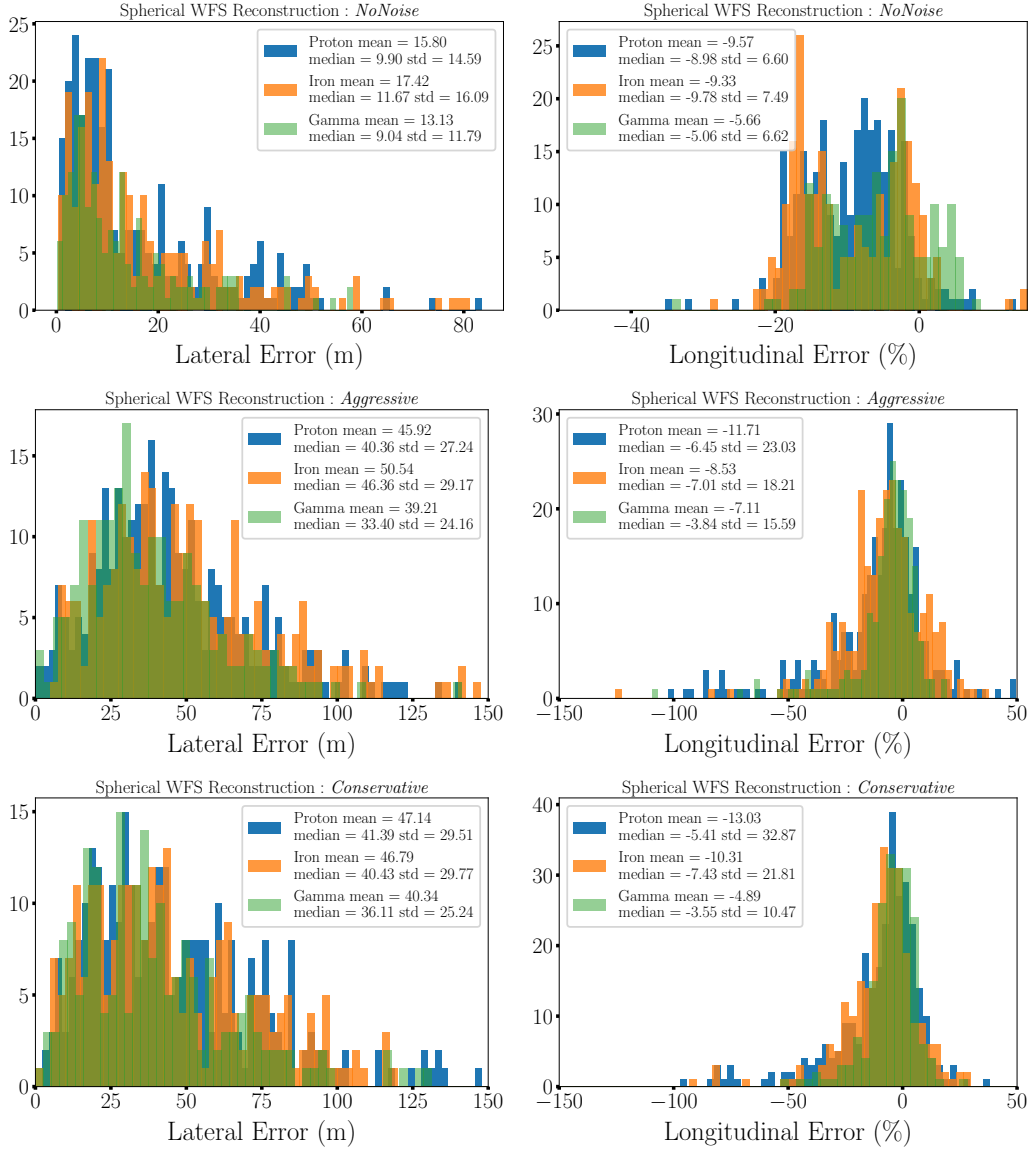 Spherical WFS Reconstruction : NoNoise
25
20
15
10
5
0
Proton mean = 15.80
median = 9.90 std = 14.59
Iron mean = 17.42
median = 11.67 std = 16.09
Gamma mean = 13.13
median = 9.04 std = 11.79
0 20 40 60 80
Lateral Error (m)
Spherical WFS Reconstruction : NoNoise
25
20
15
10
5
0
Proton mean = -9.57
median = -8.98 std = 6.60
Iron mean = -9.33
median = -9.78 std = 7.49
Gamma mean = -5.66
median = -5.06 std = 6.62
−40 −20 0
Longitudinal Error (%)
Spherical WFS Reconstruction : Aggressive
15
10
5
0
Proton mean = 45.92
median = 40.36 std = 27.24
Iron mean = 50.54
median = 46.36 std = 29.17
Gamma mean = 39.21
median = 33.40 std = 24.16
0 25 50 75 100 125 150
Lateral Error (m)
Spherical WFS Reconstruction : Aggressive
30
20
10
0
Proton mean = -11.71
median = -6.45 std = 23.03
Iron mean = -8.53
median = -7.01 std = 18.21
Gamma mean = -7.11
median = -3.84 std = 15.59
−150 −100 −50 0 50
Longitudinal Error (%)
Spherical WFS Reconstruction : Conservative
15
10
5
0
Proton mean = 47.14
median = 41.39 std = 29.51
Iron mean = 46.79
median = 40.43 std = 29.77
Gamma mean = 40.34
median = 36.11 std = 25.24
0 25 50 75 100 125 150
Lateral Error (m)
Spherical WFS Reconstruction : Conservative
40
30
20
10
0
Proton mean = -13.03
median = -5.41 std = 32.87
Iron mean = -10.31
median = -7.43 std = 21.81
Gamma mean = -4.89
median = -3.55 std = 10.47
−150 −100 −50 0 50
Longitudinal Error (%)